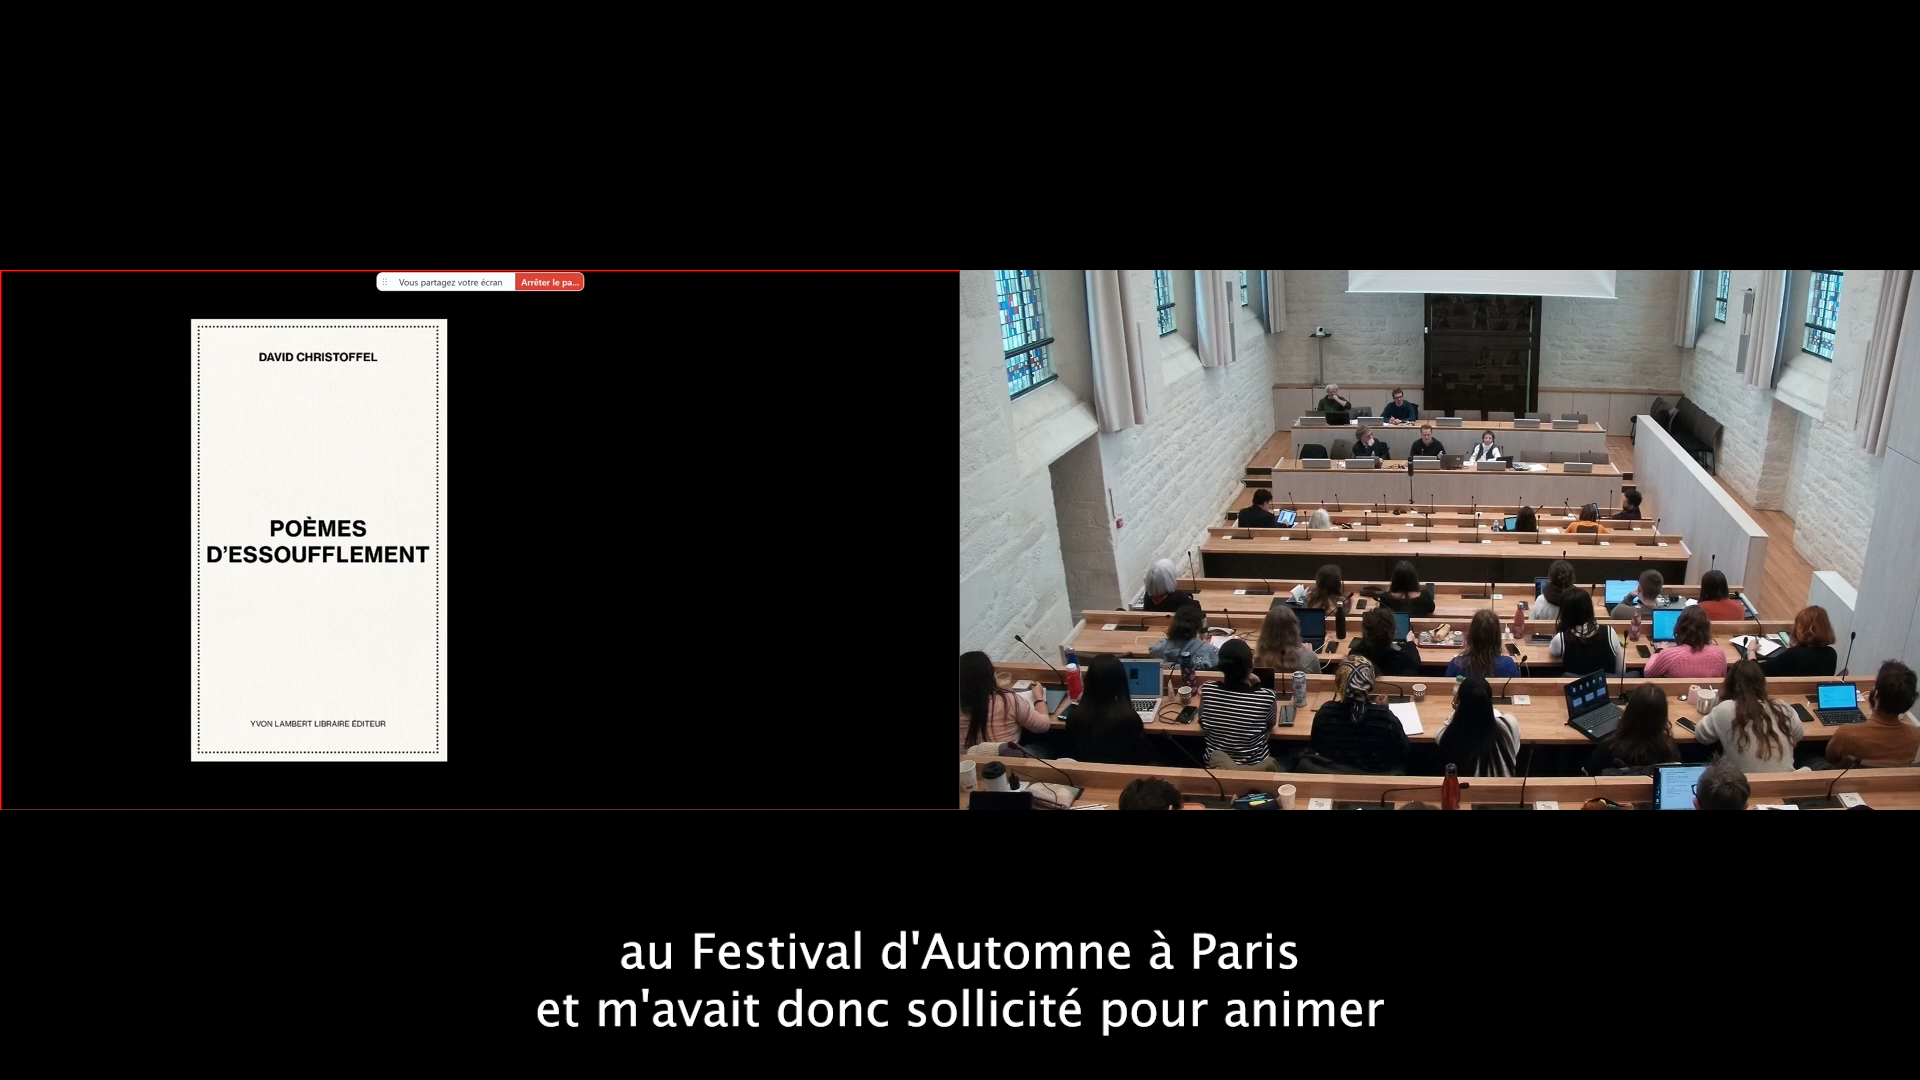 Vous partagez votre écran
Arrêter le pa...
DAVID CHRISTOFFEL
POÈMES
D'ESSOUFFLEMENT
YVON LAMBERT LIBRAIRE ÉDITEUR
au Festival d'Automne à Paris
et m'avait donc sollicité pour animer